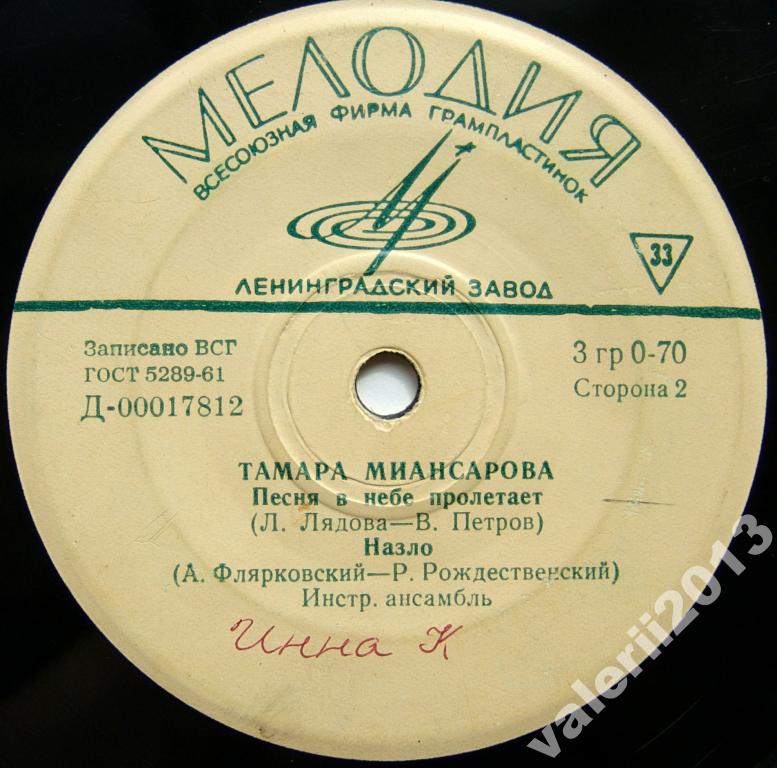 МЕЛОДИЯ
ВСЕСОЮЗНАЯ ФИРМА ГРАМПЛАСТИНОК
33
ЛЕНИНГРАДСКИЙ ЗАВОД
Записано ВСГ
ГОСТ 5289-61
Д-00017812
3 гр 0-70
Сторона 2
ТАМАРА МИАНСАРОВА
Песня в небе пролетает
(Л. Лядова—В. Петров)
Назло
(А. Флярковский—Р. Рождественский)
Инстр. ансамбль
Инна К
valerii2013